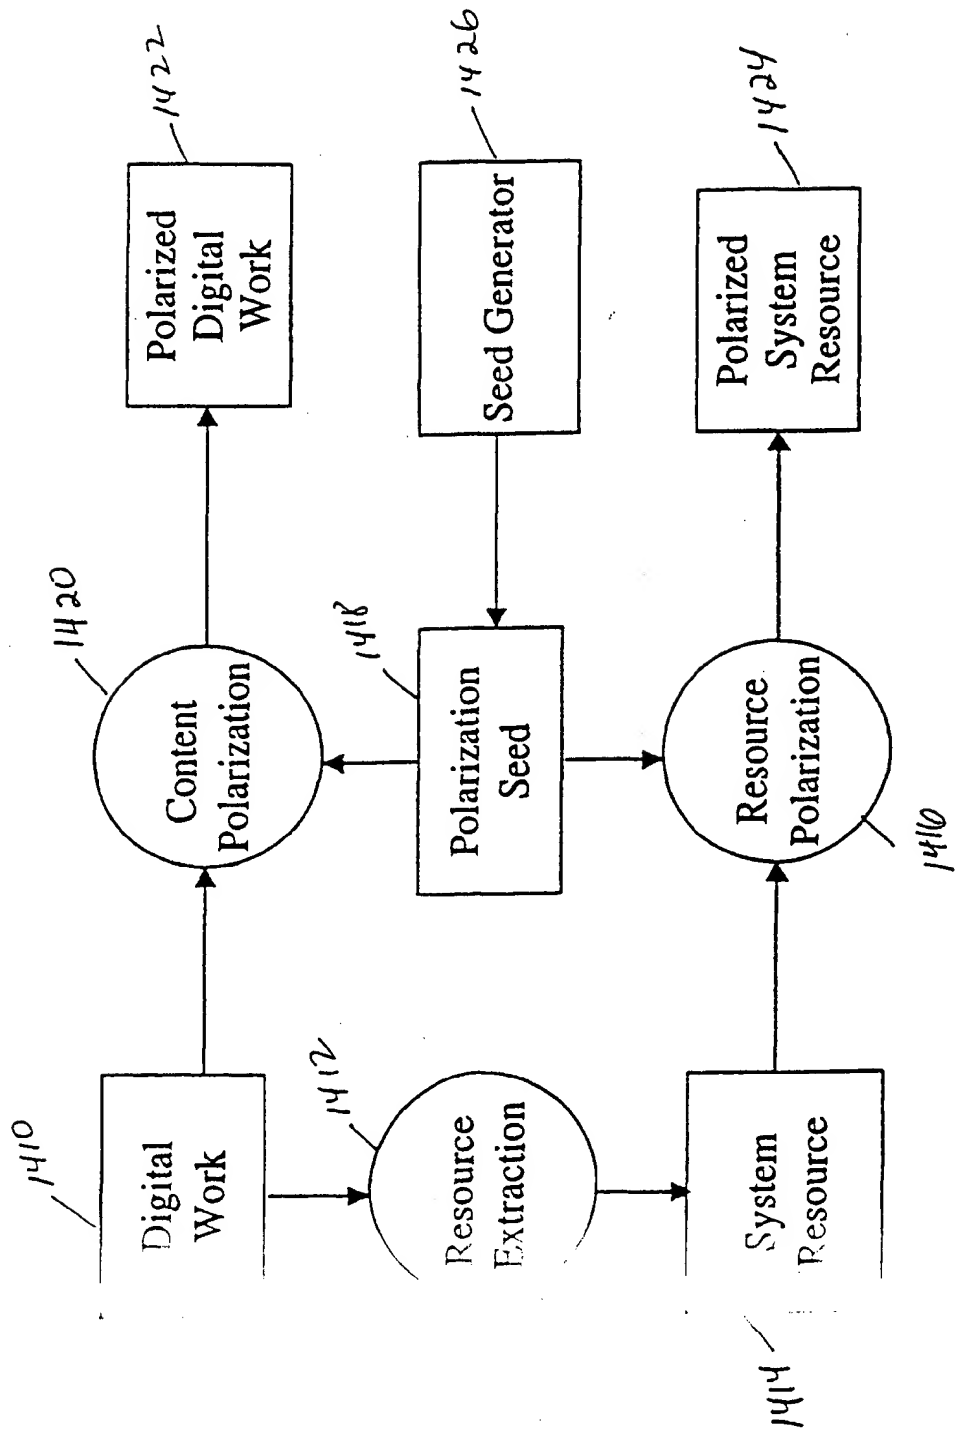 1410
Digital
Work
1420
Content
Polarization
1422
Polarized
Digital
Work
1412
Resource
Extraction
1418
Polarization
Seed
1426
Seed Generator
1414
System
Resource
1416
Resource
Polarization
1424
Polarized
System
Resource